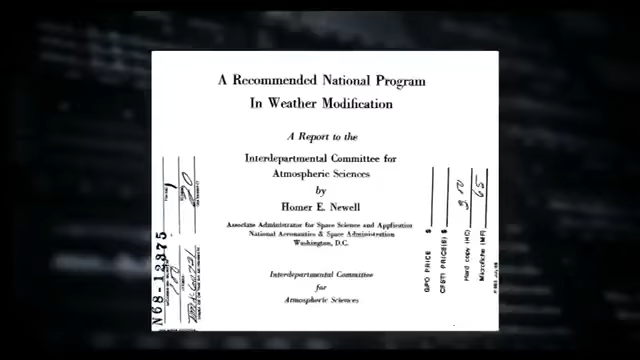 A Recommended National Program
In Weather Modification
A Report to the
Interdepartmental Committee for
Atmospheric Sciences
by
Homer E. Newell
Associate Administrator for Space Science and Application
National Aeronautics & Space Administration
Washington, D.C.
Interdepartmental Committee
for
Atmospheric Sciences
N68-12375
GPO PRICE $
CFSTI PRICE(S) $
Hard copy (HC)
Microfiche (MF) 65